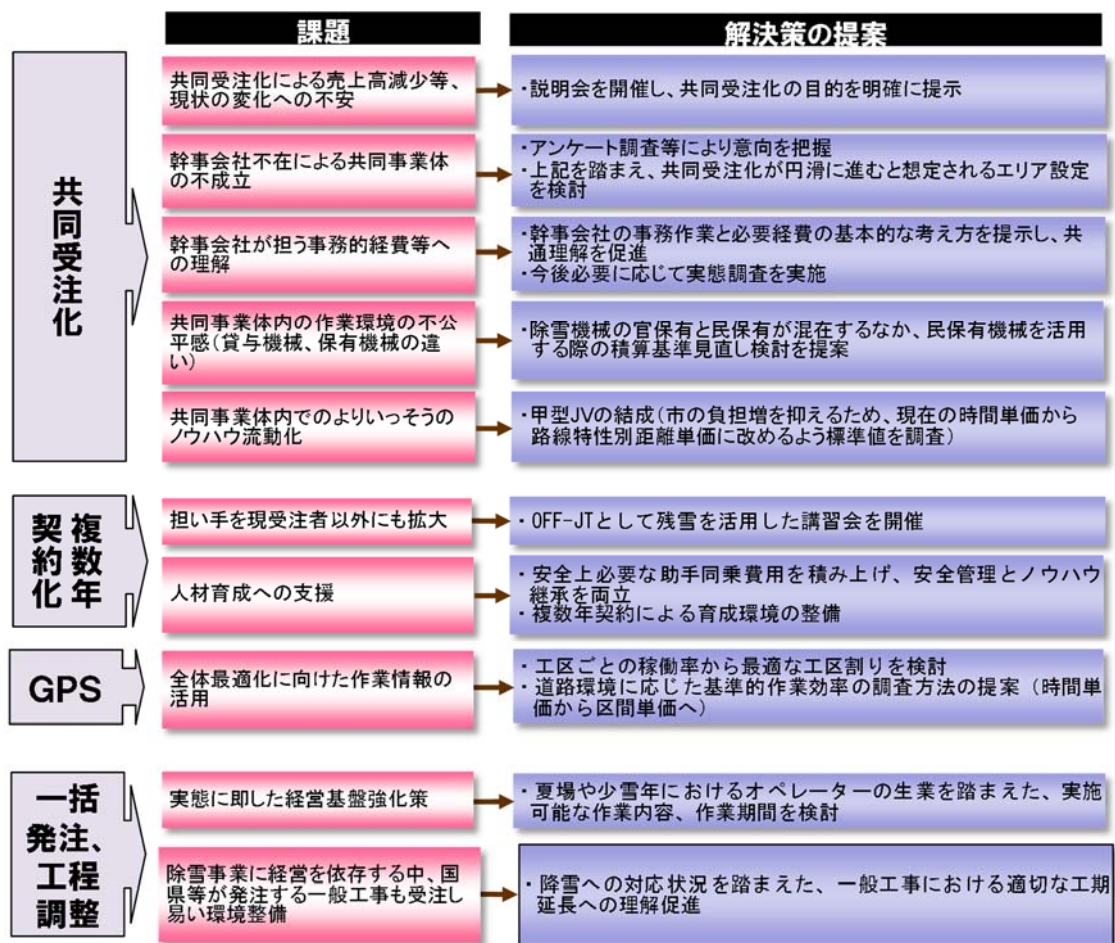 課題
解決策の提案
共同受注化
共同受注化による売上高減少等、
現状の変化への不安
・説明会を開催し、共同受注化の目的を明確に提示
幹事会社不在による共同事業体
の不成立
・アンケート調査等により意向を把握
・上記を踏まえ、共同受注化が円滑に進むと想定されるエリア設定
を検討
幹事会社が担う事務的経費等へ
の理解
・幹事会社の事務作業と必要経費の基本的な考え方を提示し、共
通理解を促進
・今後必要に応じて実態調査を実施
共同事業体内の作業環境の不公
平感(貸与機械、保有機械の違
い)
・除雪機械の官保有と民保有が混在するなか、民保有機械を活用
する際の積算基準見直し検討を提案
共同事業体内でのよりいっそうの
ノウハウ流動化
・甲型JVの結成(市の負担増を抑えるため、現在の時間単価から
路線特性別距離単価に改めるよう標準値を調査)
複数年
契約化
担い手を現受注者以外にも拡大
・OFF-JTとして残雪を活用した講習会を開催
人材育成への支援
・安全上必要な助手同乗費用を積み上げ、安全管理とノウハウ
継承を両立
・複数年契約による育成環境の整備
GPS
全体最適化に向けた作業情報の
活用
・工区ごとの稼働率から最適な工区割りを検討
・道路環境に応じた基準的作業効率の調査方法の提案（時間単
価から区間単価へ）
一括
発注、
工程
調整
実態に即した経営基盤強化策
・夏場や少雪年におけるオペレーターの生業を踏まえた、実施
可能な作業内容、作業期間を検討
除雪事業に経営を依存する中、国
県等が発注する一般工事も受注し
易い環境整備
・降雪への対応状況を踏まえた、一般工事における適切な工期
延長への理解促進